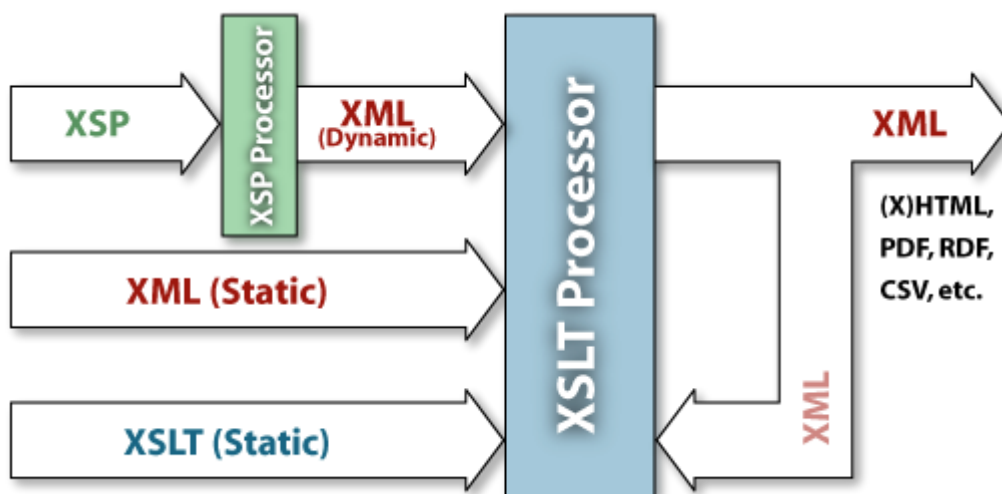 XSP
XSP Processor
XML
(Dynamic)
XML (Static)
XSLT (Static)
XSLT Processor
XML
(X)HTML,
PDF, RDF,
CSV, etc.
XML